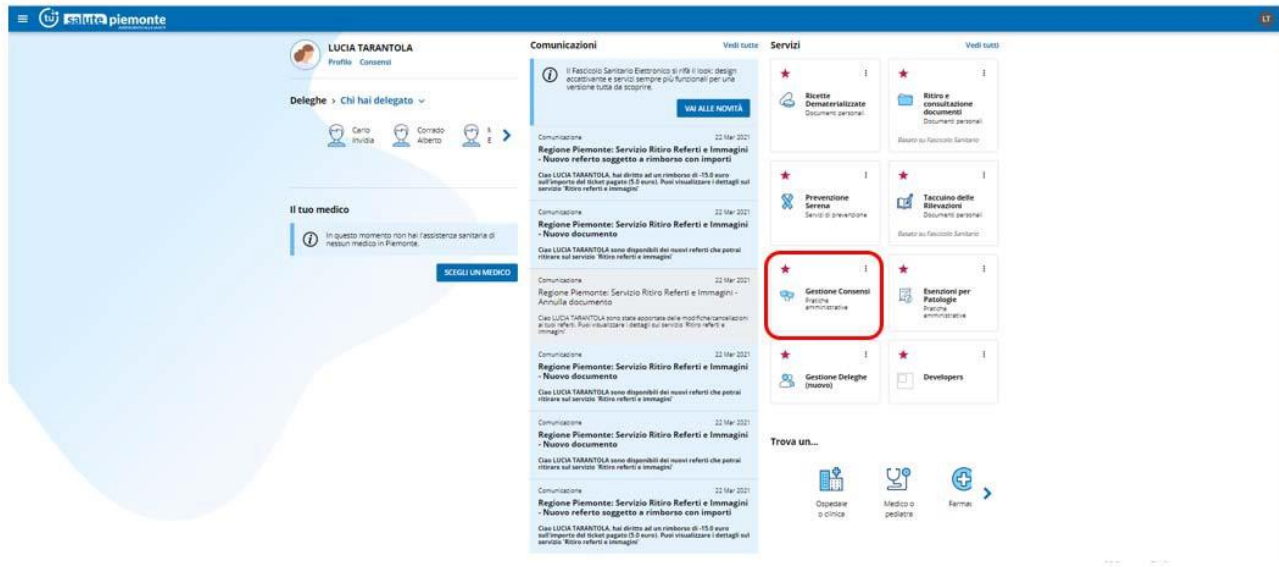 tu salute piemonte
LT
LUCIA TARANTOLA
Profilo Consensi
Deleghe > Chi hai delegato
Carlo
Invidia
Corrado
Alberto
Il tuo medico
In questo momento non hai l'assistenza sanitaria di
nessun medico in Piemonte.
SCEGLI UN MEDICO
Comunicazioni Vedi tutte
Il Fascicolo Sanitario Elettronico si rifà il look: design
accattivante e servizi sempre più funzionali per una
versione tutta da scoprire.
VAI ALLE NOVITÀ
Comunicazione 22 Mar 2021
Regione Piemonte: Servizio Ritiro Referti e Immagini
- Nuovo referto soggetto a rimborso con importi
Ciao LUCIA TARANTOLA, hai diritto ad un rimborso di -15.0 euro
sull'importo del ticket pagato (5.0 euro). Puoi visualizzare i dettagli sul
servizio 'Ritiro referti e immagini'
Comunicazione 22 Mar 2021
Regione Piemonte: Servizio Ritiro Referti e Immagini
- Nuovo documento
Ciao LUCIA TARANTOLA sono disponibili dei nuovi referti che potrai
ritirare sul servizio 'Ritiro referti e immagini'
Comunicazione 22 Mar 2021
Regione Piemonte: Servizio Ritiro Referti e Immagini -
Annulla documento
Ciao LUCIA TARANTOLA sono state apportate delle modifiche/cancellazioni
ai tuoi referti. Puoi visualizzare i dettagli sul servizio 'Ritiro referti e
immagini'
Comunicazione 22 Mar 2021
Regione Piemonte: Servizio Ritiro Referti e Immagini
- Nuovo documento
Ciao LUCIA TARANTOLA sono disponibili dei nuovi referti che potrai
ritirare sul servizio 'Ritiro referti e immagini'
Comunicazione 22 Mar 2021
Regione Piemonte: Servizio Ritiro Referti e Immagini
- Nuovo documento
Ciao LUCIA TARANTOLA sono disponibili dei nuovi referti che potrai
ritirare sul servizio 'Ritiro referti e immagini'
Comunicazione 22 Mar 2021
Regione Piemonte: Servizio Ritiro Referti e Immagini
- Nuovo referto soggetto a rimborso con importi
Ciao LUCIA TARANTOLA, hai diritto ad un rimborso di -15.0 euro
sull'importo del ticket pagato (5.0 euro). Puoi visualizzare i dettagli sul
servizio 'Ritiro referti e immagini'
Servizi Vedi tutti
Ricette
Dematerializzate
Documenti personali
Ritiro e
consultazione
documenti
Documenti personali
Basato su Fascicolo Sanitario
Prevenzione
Serena
Servizi di prevenzione
Taccuino delle
Rilevazioni
Documenti personali
Basato su Fascicolo Sanitario
Gestione Consensi
Pratiche
amministrative
Esenzioni per
Patologie
Pratiche
amministrative
Gestione Deleghe
(nuovo)
Developers
Trova un...
Ospedale
o clinica
Medico o
pediatra
Farmac